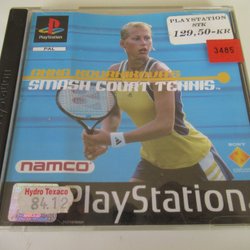 PlayStation
PAL
PLAYSTATION
STK
129,50-KR
3485
ANNA KOURNIKOVA'S
SMASH COURT TENNIS
namco
Hydro Texaco
84.12
PlayStation